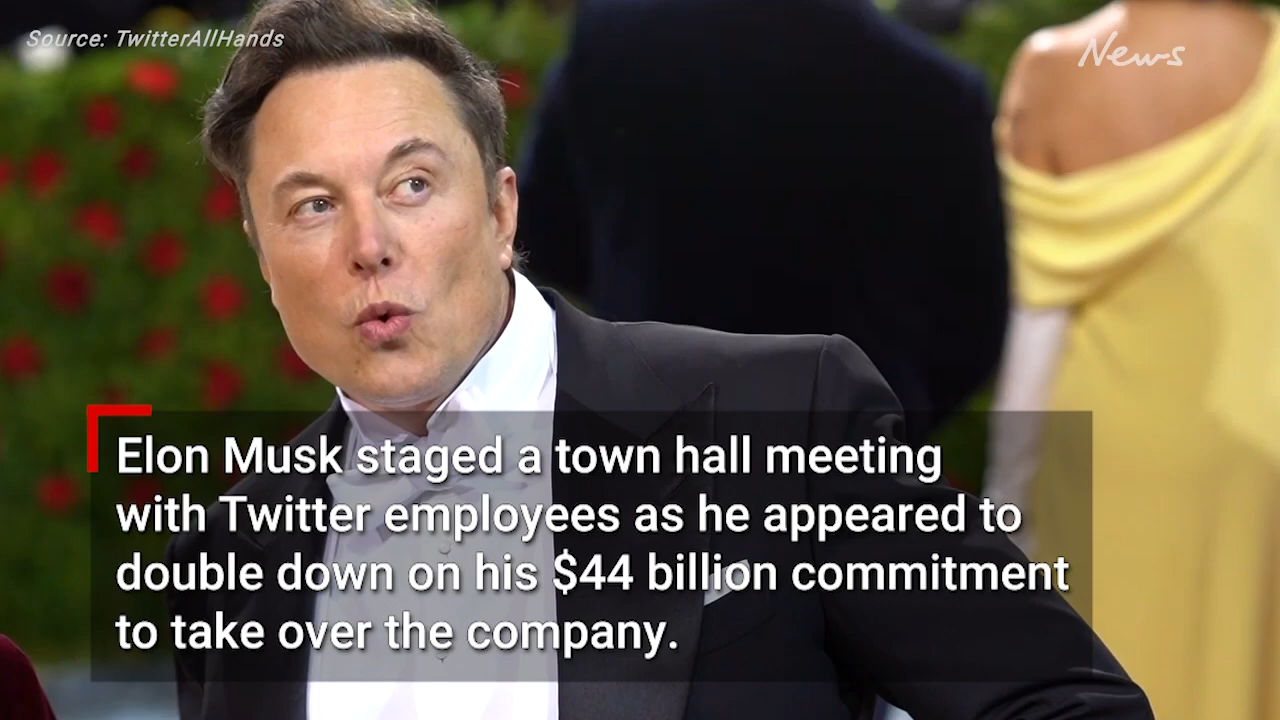 Source: TwitterAllHands
News
Elon Musk staged a town hall meeting
with Twitter employees as he appeared to
double down on his $44 billion commitment
to take over the company.